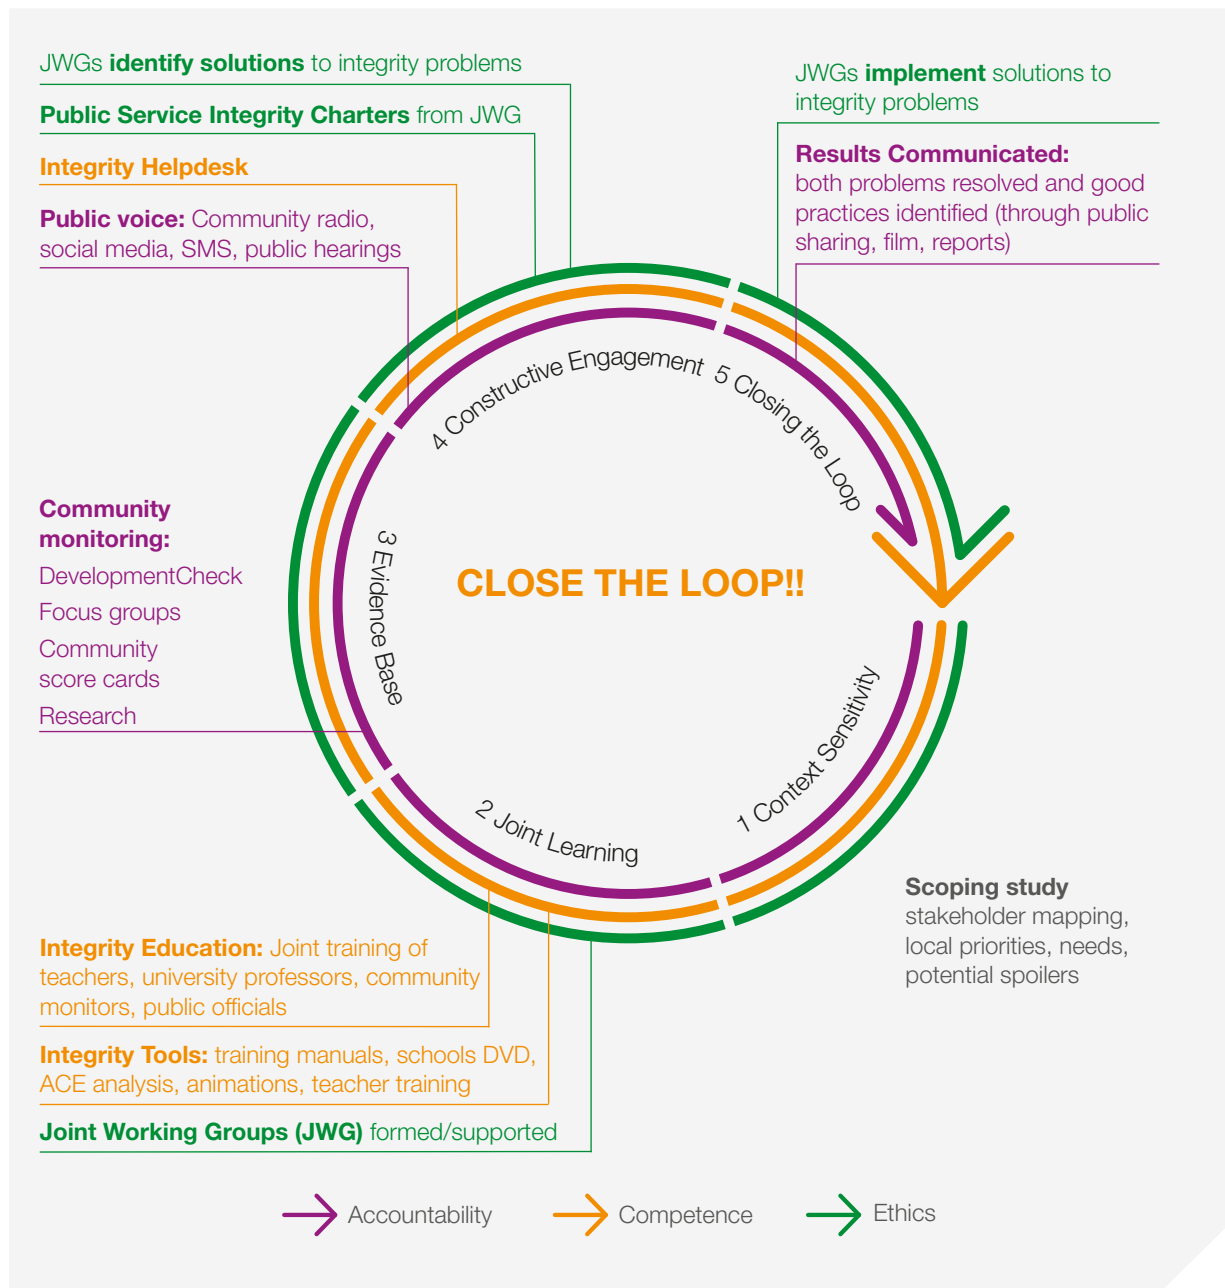 JWGs identify solutions to integrity problems
Public Service Integrity Charters from JWG
Integrity Helpdesk
Public voice: Community radio,
social media, SMS, public hearings
JWGs implement solutions to
integrity problems
Results Communicated:
both problems resolved and good
practices identified (through public
sharing, film, reports)
4 Constructive Engagement
5 Closing the Loop
Community
monitoring:
DevelopmentCheck
Focus groups
Community
score cards
Research
3 Evidence Base
CLOSE THE LOOP!!
2 Joint Learning
1 Context Sensitivity
Scoping study
stakeholder mapping,
local priorities, needs,
potential spoilers
Integrity Education: Joint training of
teachers, university professors, community
monitors, public officials
Integrity Tools: training manuals, schools DVD,
ACE analysis, animations, teacher training
Joint Working Groups (JWG) formed/supported
Accountability
Competence
Ethics